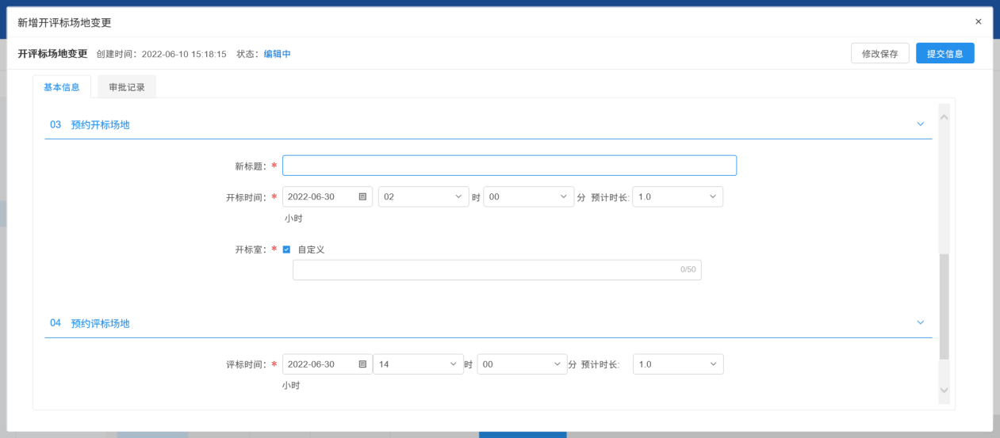 新增开评标场地变更 ×
开评标场地变更 创建时间：2022-06-10 15:18:15 状态：编辑中 修改保存 提交信息
基本信息 审批记录
03 预约开标场地
新标题：*
开标时间：* 2022-06-30 02 时 00 分 预计时长: 1.0
小时
开标室：* 自定义
0/50
04 预约评标场地
评标时间：* 2022-06-30 14 时 00 分 预计时长: 1.0
小时